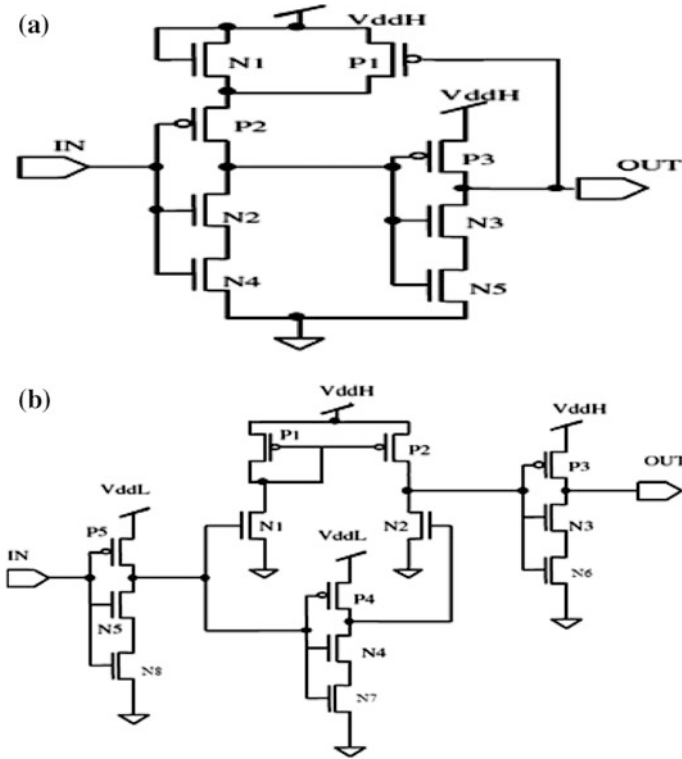 (a)
VddH
N1
P1
VddH
P2
IN
P3
OUT
N2
N3
N4
N5
(b)
VddH
VddH
P1
P2
P3
OUT
VddL
N1
VddL
N2
N3
P5
IN
P4
N6
N5
N4
N8
N7